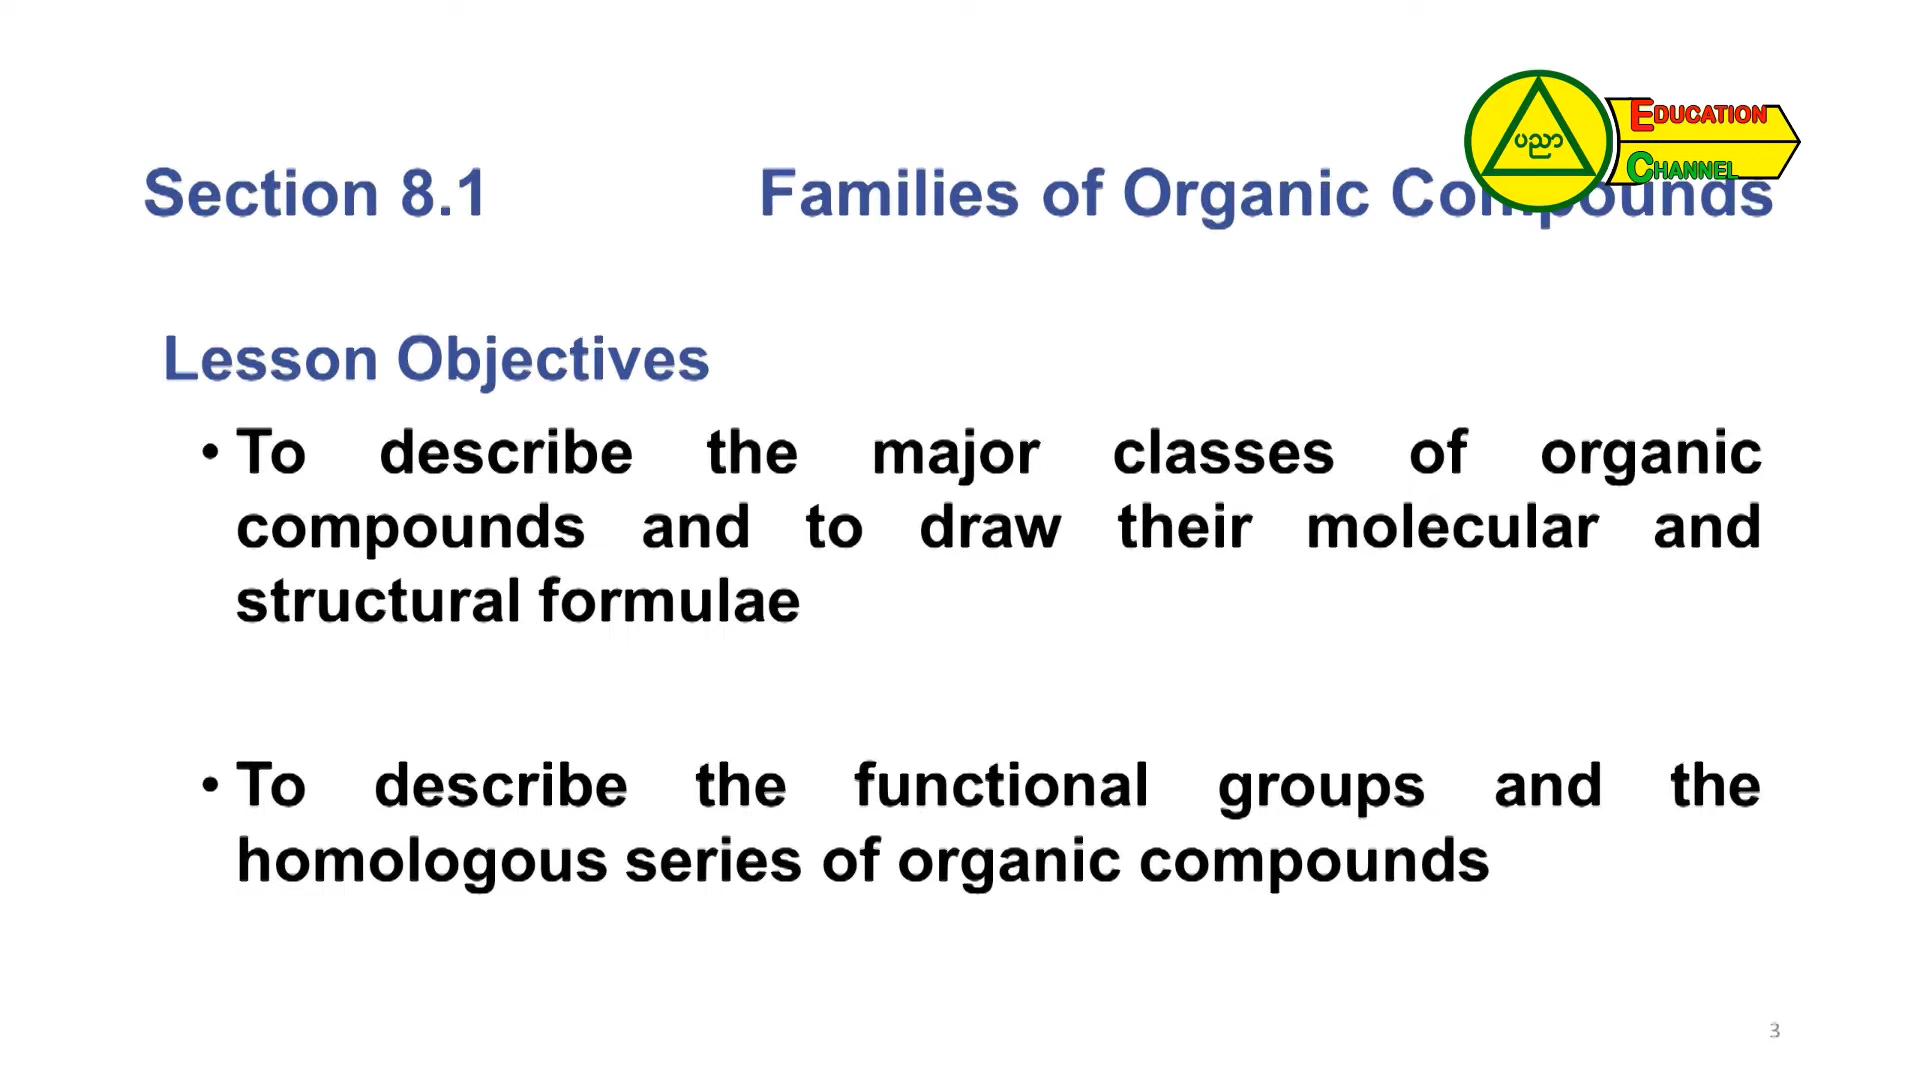 ပညာ
EDUCATION
CHANNEL
Section 8.1 Families of Organic Compounds
Lesson Objectives
• To describe the major classes of organic
compounds and to draw their molecular and
structural formulae
• To describe the functional groups and the
homologous series of organic compounds
3